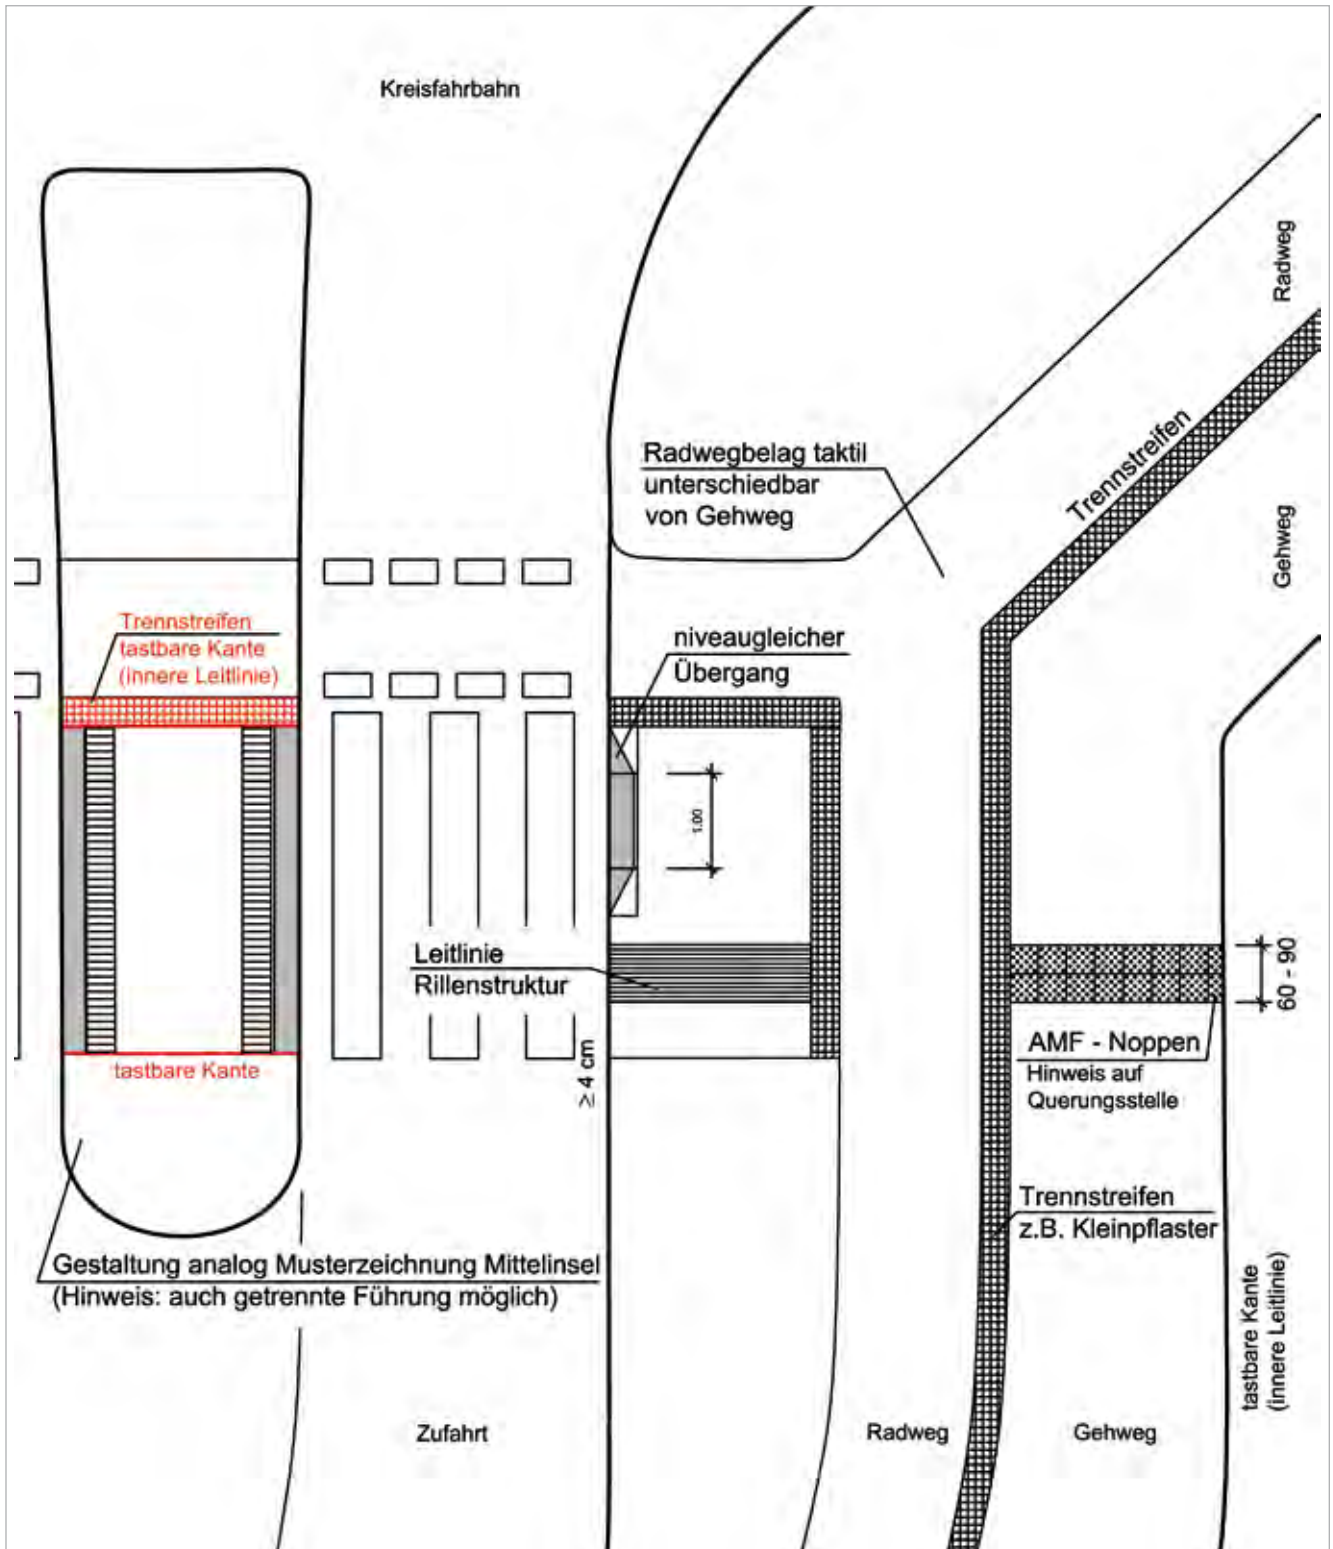 Kreisfahrbahn
Radweg
Trennstreifen
Gehweg
Radwegbelag taktil
unterschiedbar
von Gehweg
Trennstreifen
tastbare Kante
(innere Leitlinie)
niveaugleicher
Übergang
1.00
Leitlinie
Rillenstruktur
60 - 90
AMF - Noppen
Hinweis auf
Querungsstelle
tastbare Kante
≥ 4 cm
Trennstreifen
z.B. Kleinpflaster
Gestaltung analog Musterzeichnung Mittelinsel
(Hinweis: auch getrennte Führung möglich)
tastbare Kante
(innere Leitlinie)
Zufahrt
Radweg
Gehweg